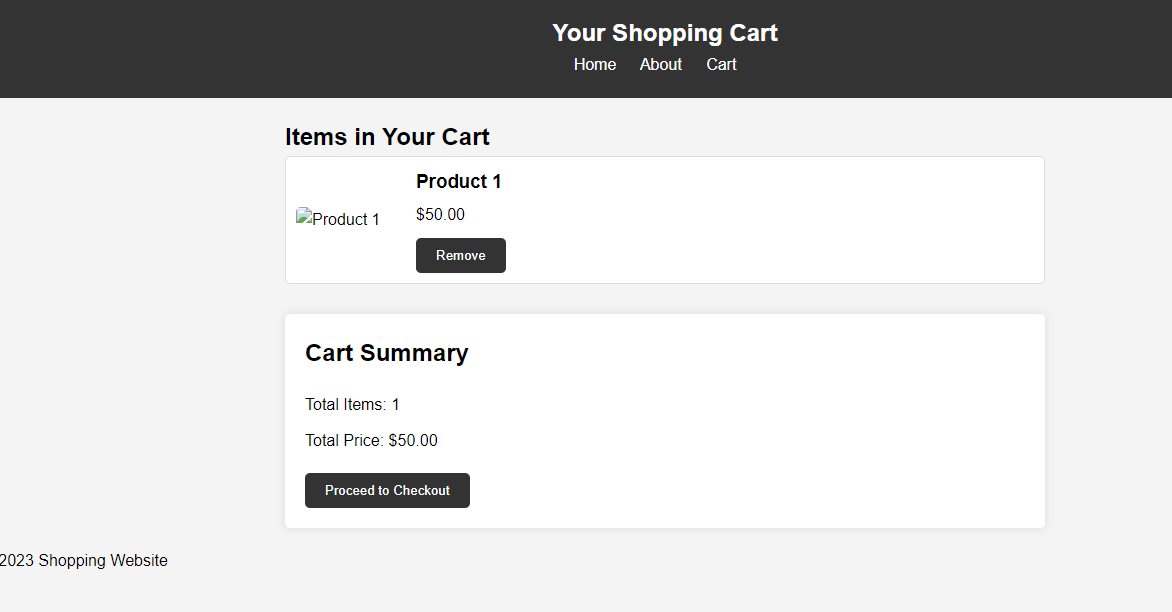 Your Shopping Cart
Home About Cart
Items in Your Cart
Product 1
Product 1
$50.00
Remove
Cart Summary
Total Items: 1
Total Price: $50.00
Proceed to Checkout
2023 Shopping Website